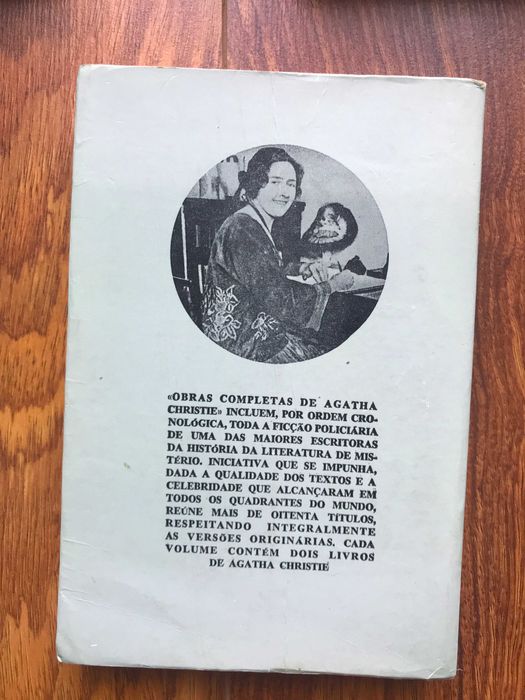 «OBRAS COMPLETAS DE AGATHA
CHRISTIE» INCLUEM, POR ORDEM CRO-
NOLÓGICA, TODA A FICÇÃO POLICIÁRIA
DE UMA DAS MAIORES ESCRITORAS
DA HISTÓRIA DA LITERATURA DE MIS-
TÉRIO. INICIATIVA QUE SE IMPUNHA,
DADA A QUALIDADE DOS TEXTOS E A
CELEBRIDADE QUE ALCANÇARAM EM
TODOS OS QUADRANTES DO MUNDO,
REÚNE MAIS DE OITENTA TÍTULOS,
RESPEITANDO INTEGRALMENTE
AS VERSÕES ORIGINÁRIAS. CADA
VOLUME CONTÉM DOIS LIVROS
DE AGATHA CHRISTIE